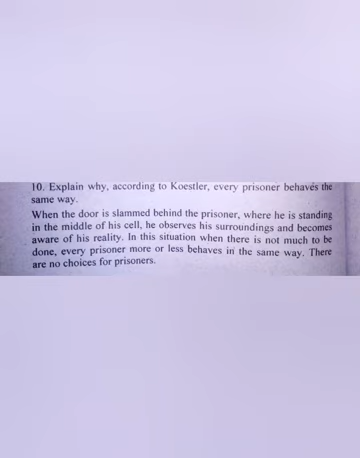 10. Explain why, according to Koestler, every prisoner behaves the
same way.
When the door is slammed behind the prisoner, where he is standing
in the middle of his cell, he observes his surroundings and becomes
aware of his reality. In this situation when there is not much to be
done, every prisoner more or less behaves in the same way. There
are no choices for prisoners.